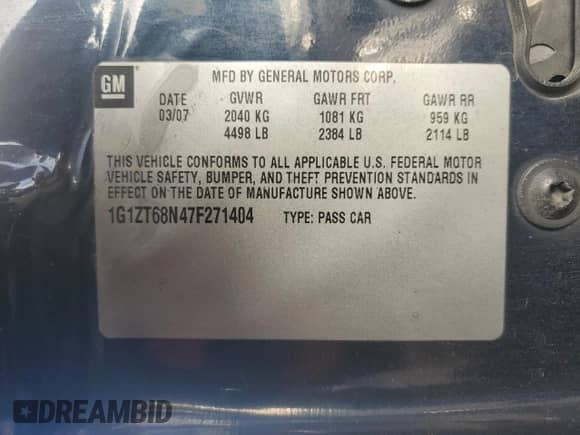 GM
MFD BY GENERAL MOTORS CORP.
DATE GVWR GAWR FRT GAWR RR
03/07 2040 KG 1081 KG 959 KG
4498 LB 2384 LB 2114 LB
THIS VEHICLE CONFORMS TO ALL APPLICABLE U.S. FEDERAL MOTOR
VEHICLE SAFETY, BUMPER, AND THEFT PREVENTION STANDARDS IN
EFFECT ON THE DATE OF MANUFACTURE SHOWN ABOVE.
1G1ZT68N47F271404 TYPE: PASS CAR
DREAMBID